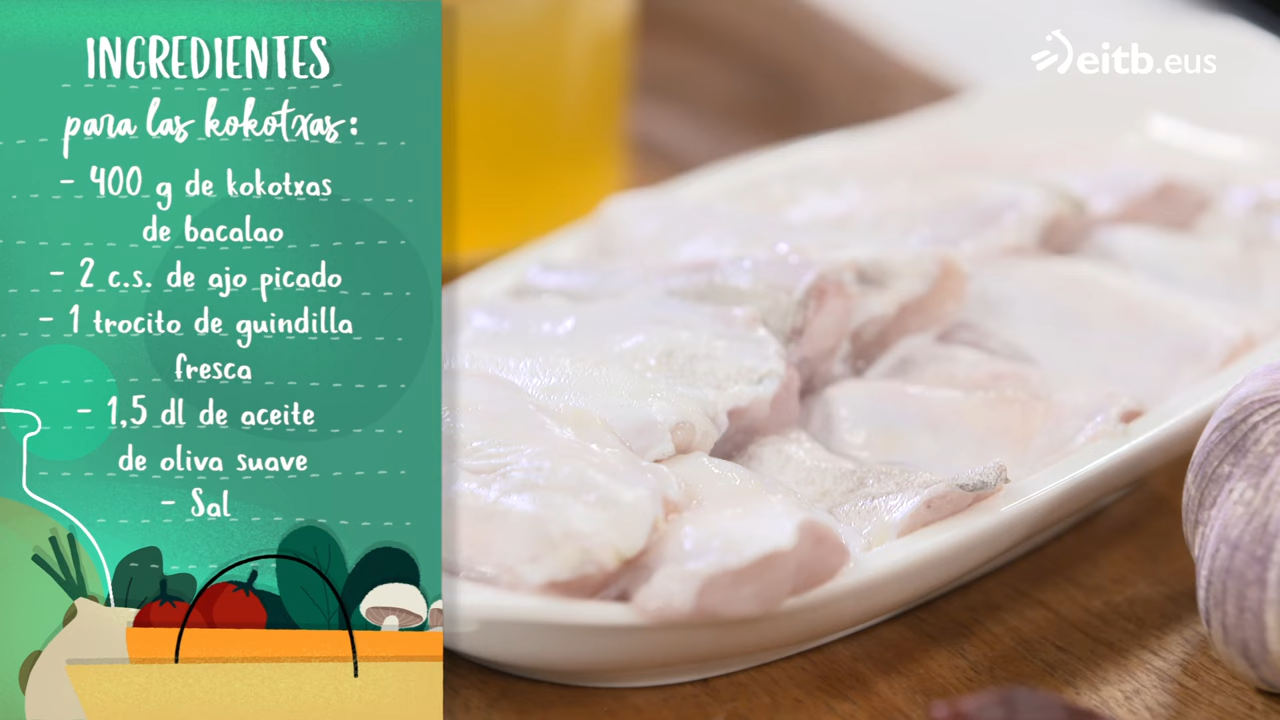 INGREDIENTES
para las kokotxas:
- 400 g de kokotxas
de bacalao
- 2 c.s. de ajo picado
- 1 trocito de guindilla
fresca
- 1,5 dl de aceite
de oliva suave
- Sal
eitb.eus